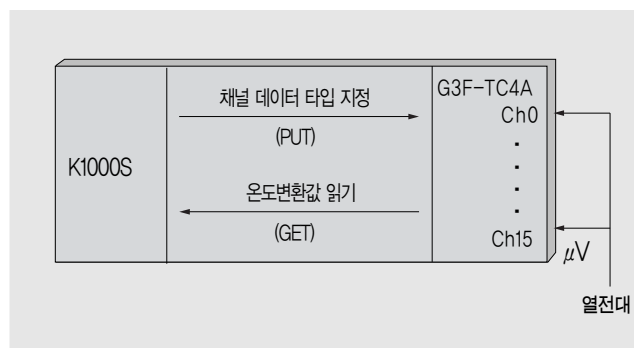 채널 데이터 타입 지정
(PUT)
K1000S
온도변환값 읽기
(GET)
G3F-TC4A
Ch0
Ch15
μV
열전대